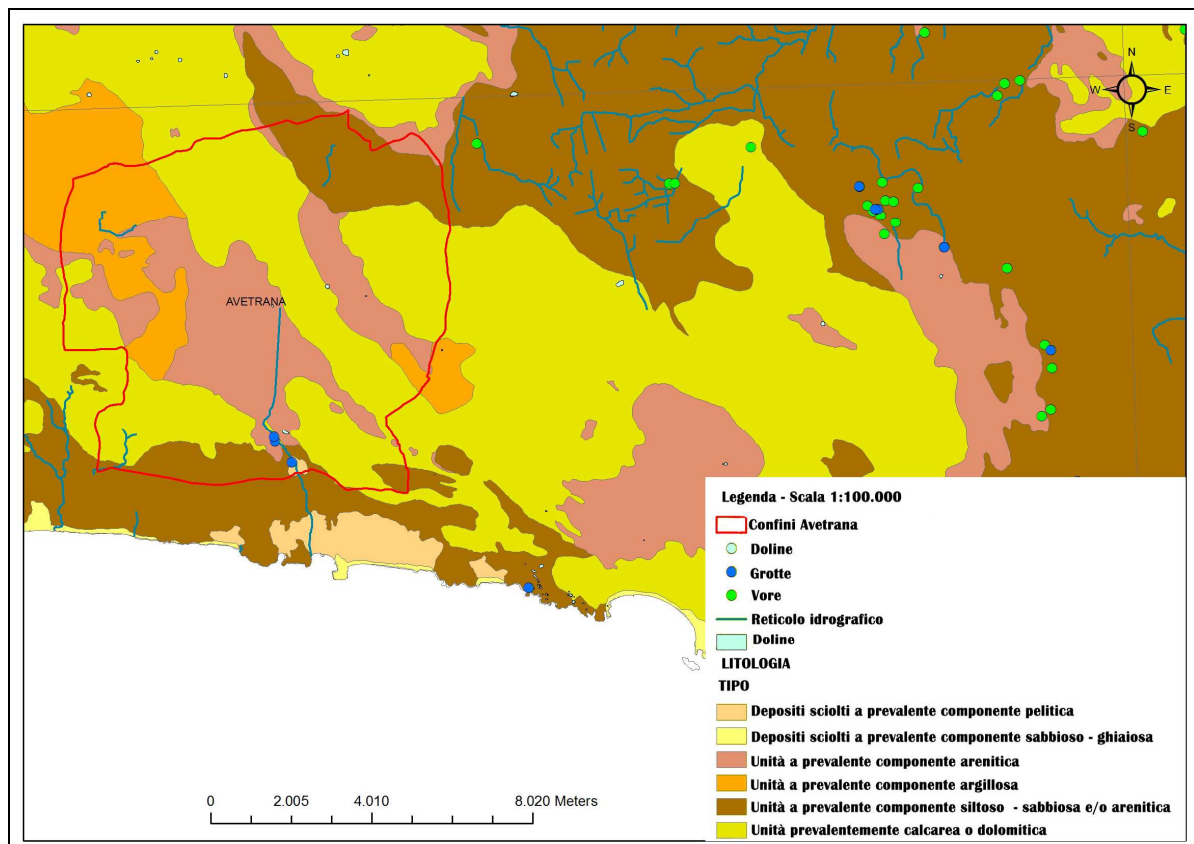 N
W E
S
AVETRANA
Legenda - Scala 1:100.000
Confini Avetrana
Doline
Grotte
Vore
Reticolo idrografico
Doline
LITOLOGIA
TIPO
Depositi sciolti a prevalente componente pelitica
Depositi sciolti a prevalente componente sabbioso - ghiaiosa
Unità a prevalente componente arenitica
Unità a prevalente componente argillosa
Unità a prevalente componente siltoso - sabbiosa e/o arenitica
Unità prevalentemente calcarea o dolomitica
0 2.005 4.010 8.020 Meters